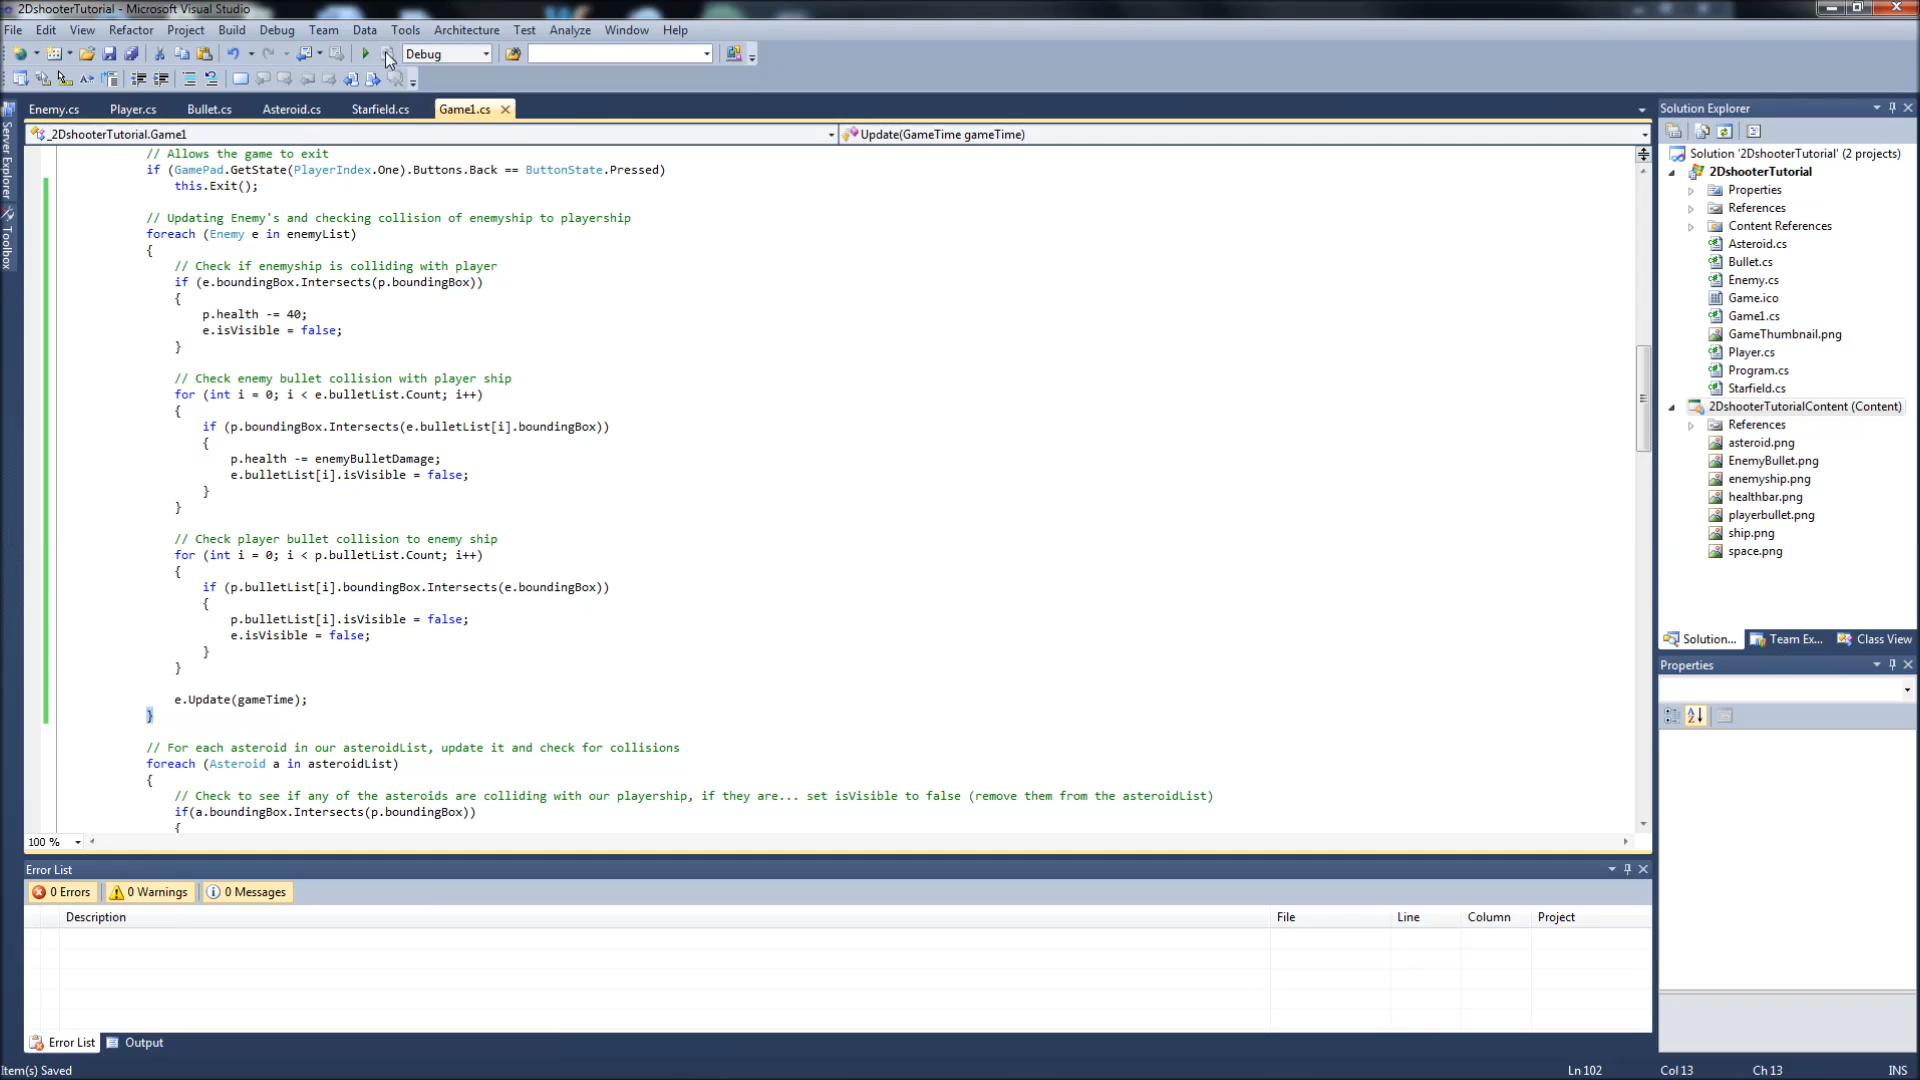 2DshooterTutorial - Microsoft Visual Studio
File Edit View Refactor Project Build Debug Team Data Tools Architecture Test Analyze Window Help
Debug
Enemy.cs Player.cs Bullet.cs Asteroid.cs Starfield.cs Game1.cs
_2DshooterTutorial.Game1 Update(GameTime gameTime)
Server Explorer
Toolbox
// Allows the game to exit
if (GamePad.GetState(PlayerIndex.One).Buttons.Back == ButtonState.Pressed)
this.Exit();
// Updating Enemy's and checking collision of enemyship to playership
foreach (Enemy e in enemyList)
{
// Check if enemyship is colliding with player
if (e.boundingBox.Intersects(p.boundingBox))
{
p.health -= 40;
e.isVisible = false;
}
// Check enemy bullet collision with player ship
for (int i = 0; i < e.bulletList.Count; i++)
{
if (p.boundingBox.Intersects(e.bulletList[i].boundingBox))
{
p.health -= enemyBulletDamage;
e.bulletList[i].isVisible = false;
}
}
// Check player bullet collision to enemy ship
for (int i = 0; i < p.bulletList.Count; i++)
{
if (p.bulletList[i].boundingBox.Intersects(e.boundingBox))
{
p.bulletList[i].isVisible = false;
e.isVisible = false;
}
}
e.Update(gameTime);
}
// For each asteroid in our asteroidList, update it and check for collisions
foreach (Asteroid a in asteroidList)
{
// Check to see if any of the asteroids are colliding with our playership, if they are... set isVisible to false (remove them from the asteroidList)
if(a.boundingBox.Intersects(p.boundingBox))
{
100 %
Error List
0 Errors 0 Warnings 0 Messages
Description File Line Column Project
Error List Output
Item(s) Saved Ln 102 Col 13 Ch 13 INS
Solution Explorer
Solution '2DshooterTutorial' (2 projects)
2DshooterTutorial
Properties
References
Content References
Asteroid.cs
Bullet.cs
Enemy.cs
Game.ico
Game1.cs
GameThumbnail.png
Player.cs
Program.cs
Starfield.cs
2DshooterTutorialContent (Content)
References
asteroid.png
EnemyBullet.png
enemyship.png
healthbar.png
playerbullet.png
ship.png
space.png
Solution... Team Ex... Class View
Properties